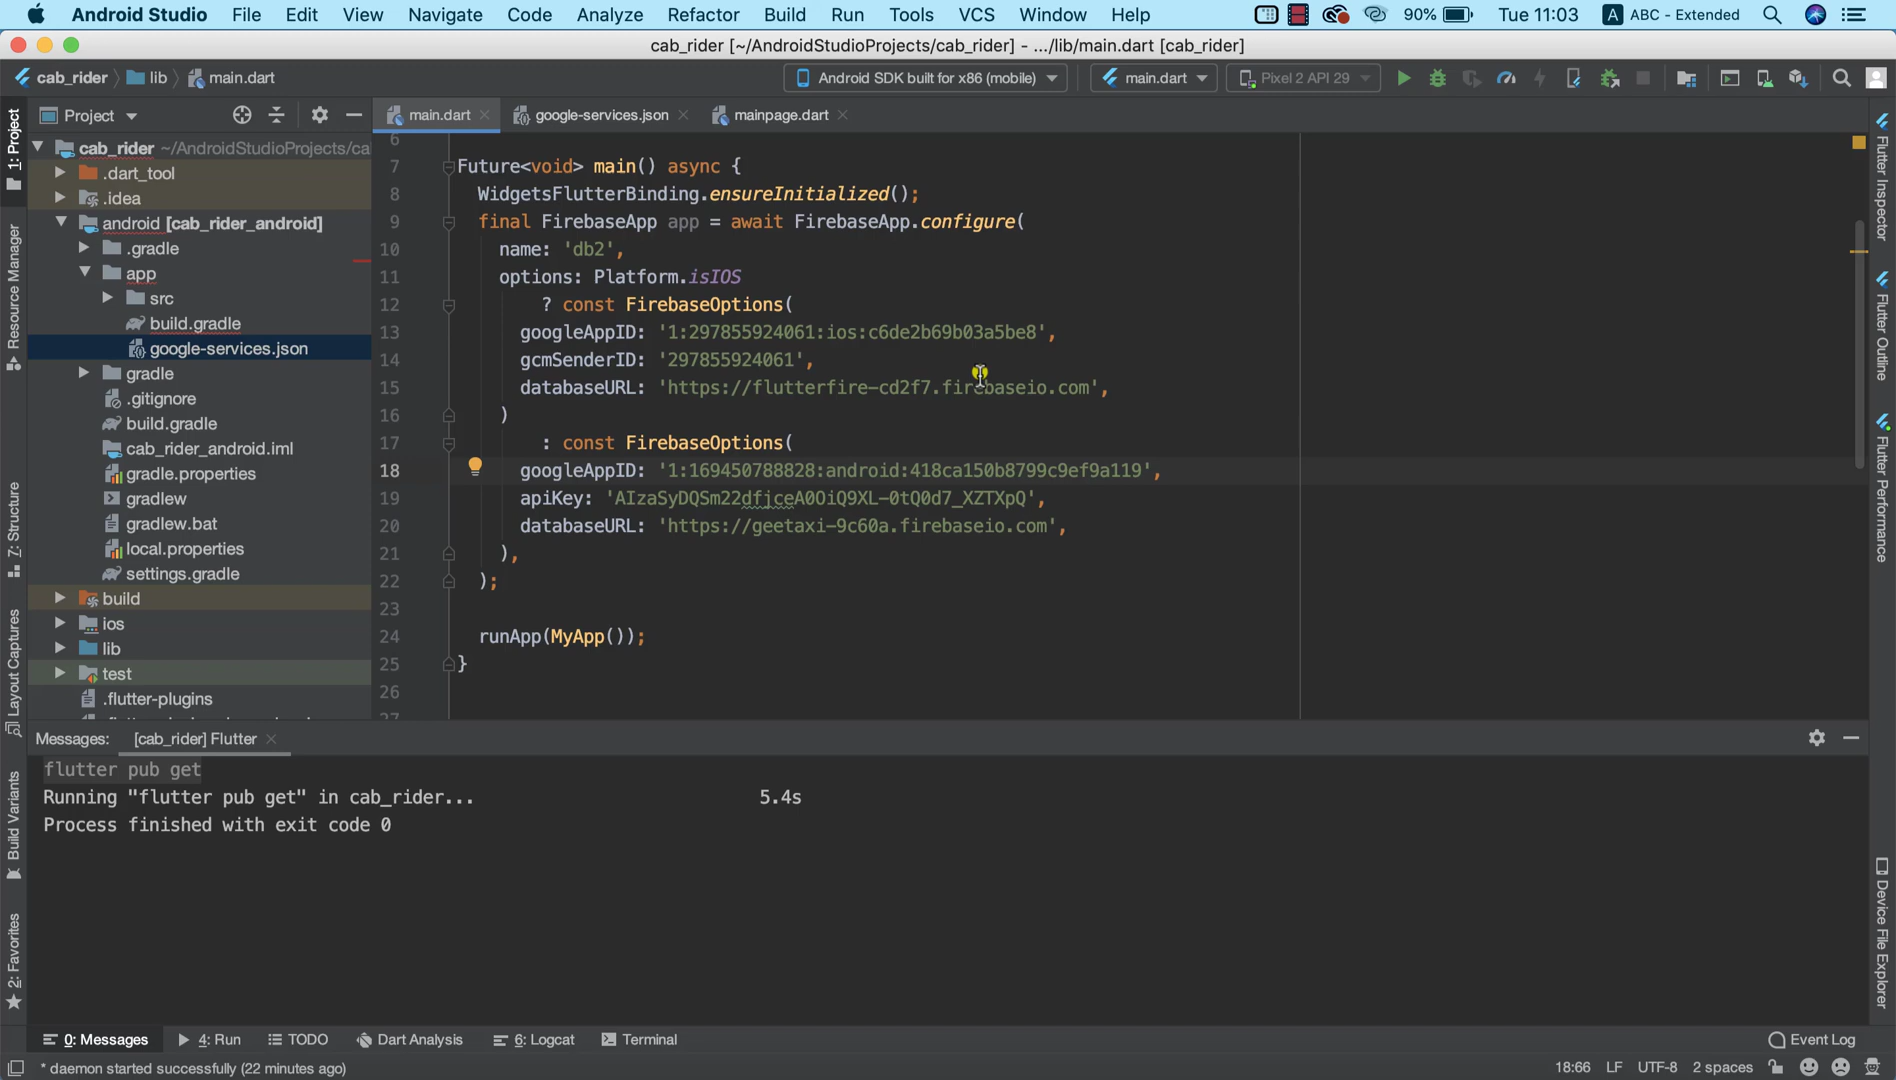 Android Studio File Edit View Navigate Code Analyze Refactor Build Run Tools VCS Window Help 90% Tue 11:03 A ABC - Extended
cab_rider [~/AndroidStudioProjects/cab_rider] - .../lib/main.dart [cab_rider]
cab_rider lib main.dart Android SDK built for x86 (mobile) main.dart Pixel 2 API 29
Project main.dart google-services.json mainpage.dart
1: Project
Resource Manager
7: Structure
Layout Captures
Build Variants
2: Favorites
cab_rider ~/AndroidStudioProjects/ca
.dart_tool
.idea
android [cab_rider_android]
.gradle
app
src
build.gradle
google-services.json
gradle
.gitignore
build.gradle
cab_rider_android.iml
gradle.properties
gradlew
gradlew.bat
local.properties
settings.gradle
build
ios
lib
test
.flutter-plugins
6
7 Future<void> main() async {
8 WidgetsFlutterBinding.ensureInitialized();
9 final FirebaseApp app = await FirebaseApp.configure(
10 name: 'db2',
11 options: Platform.isIOS
12 ? const FirebaseOptions(
13 googleAppID: '1:297855924061:ios:c6de2b69b03a5be8',
14 gcmSenderID: '297855924061',
15 databaseURL: 'https://flutterfire-cd2f7.firebaseio.com',
16 )
17 : const FirebaseOptions(
18 googleAppID: '1:169450788828:android:418ca150b8799c9ef9a119',
19 apiKey: 'AIzaSyDQSm22dfjceA0OiQ9XL-0tQ0d7_XZTXpQ',
20 databaseURL: 'https://geetaxi-9c60a.firebaseio.com',
21 ),
22 );
23
24 runApp(MyApp());
25 }
26
27
Flutter Inspector
Flutter Outline
Flutter Performance
Device File Explorer
Messages: [cab_rider] Flutter
flutter pub get
Running "flutter pub get" in cab_rider... 5.4s
Process finished with exit code 0
0: Messages 4: Run TODO Dart Analysis 6: Logcat Terminal Event Log
* daemon started successfully (22 minutes ago) 18:66 LF UTF-8 2 spaces